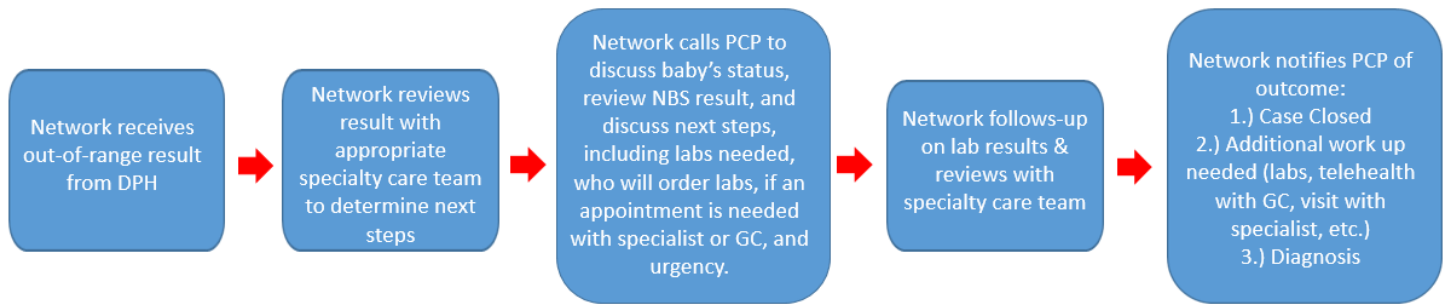 Network receives
out-of-range result
from DPH
Network reviews
result with
appropriate
specialty care team
to determine next
steps
Network calls PCP to
discuss baby’s status,
review NBS result, and
discuss next steps,
including labs needed,
who will order labs, if an
appointment is needed
with specialist or GC, and
urgency.
Network follows-up
on lab results &
reviews with
specialty care team
Network notifies PCP of
outcome:
1.) Case Closed
2.) Additional work up
needed (labs, telehealth
with GC, visit with
specialist, etc.)
3.) Diagnosis